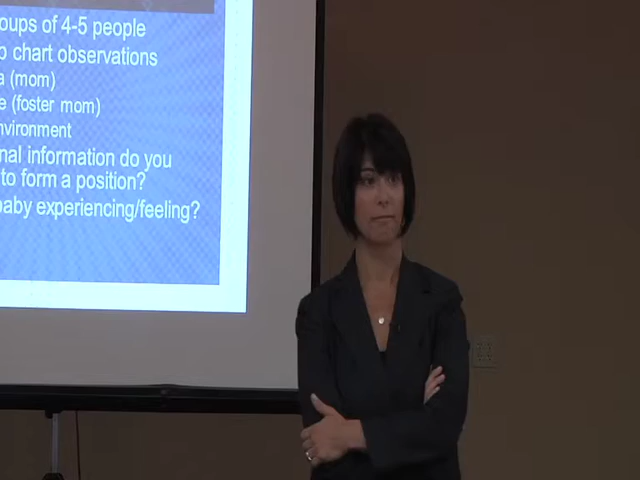 oups of 4-5 people
chart observations
(mom)
(foster mom)
nvironment
nal information do you
to form a position?
baby experiencing/feeling?